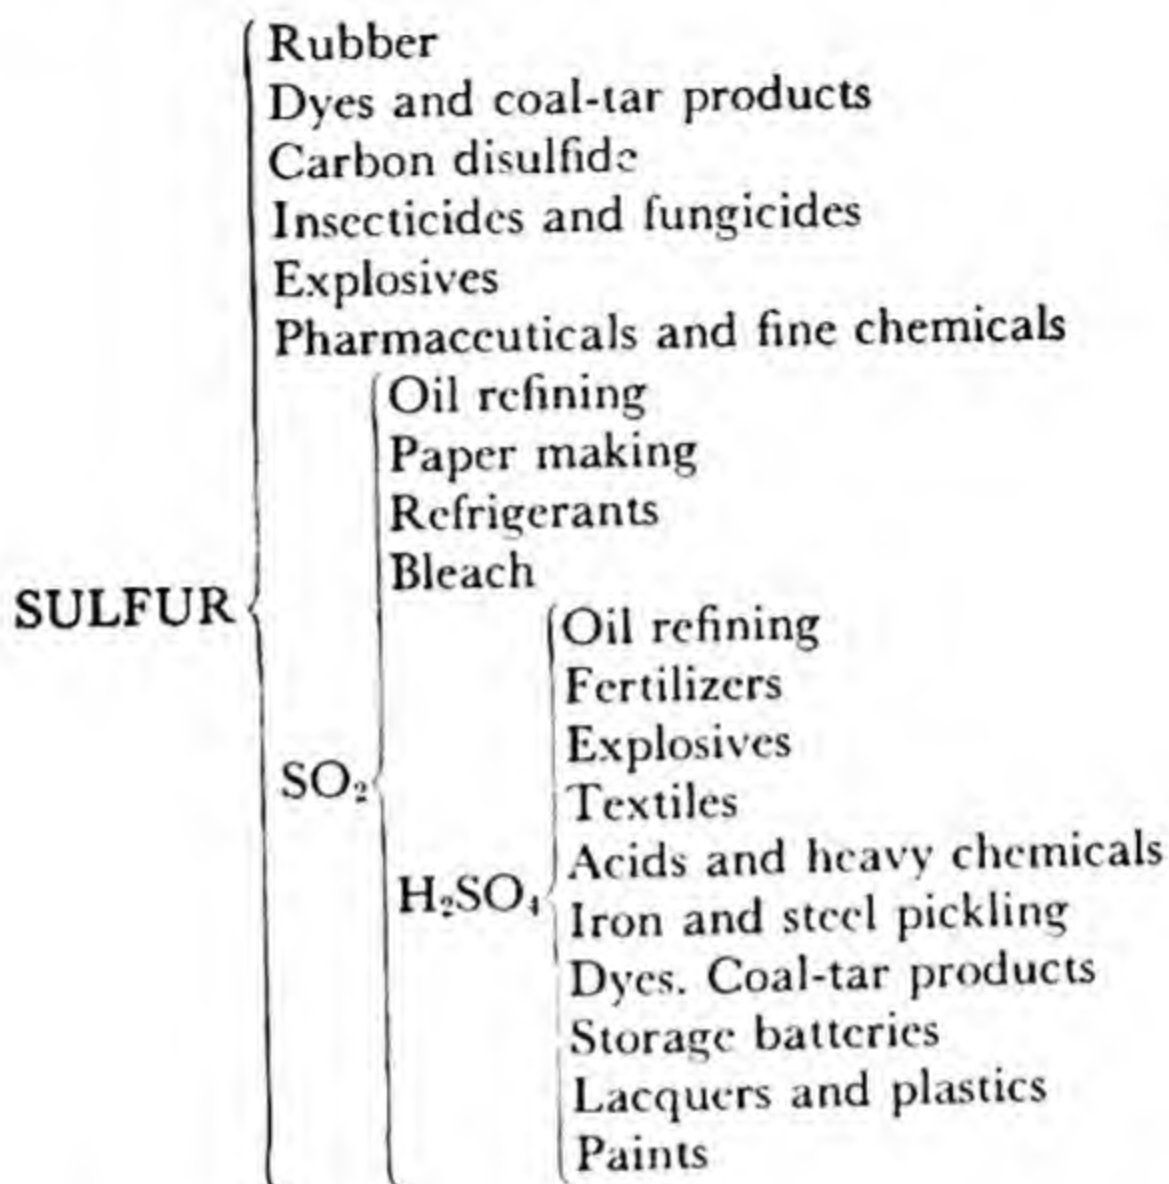 Rubber
Dyes and coal-tar products
Carbon disulfide
Insecticides and fungicides
Explosives
Pharmaceuticals and fine chemicals
Oil refining
Paper making
Refrigerants
Bleach
SULFUR
Oil refining
Fertilizers
Explosives
Textiles
SO₂
Acids and heavy chemicals
H₂SO₄
Iron and steel pickling
Dyes. Coal-tar products
Storage batteries
Lacquers and plastics
Paints